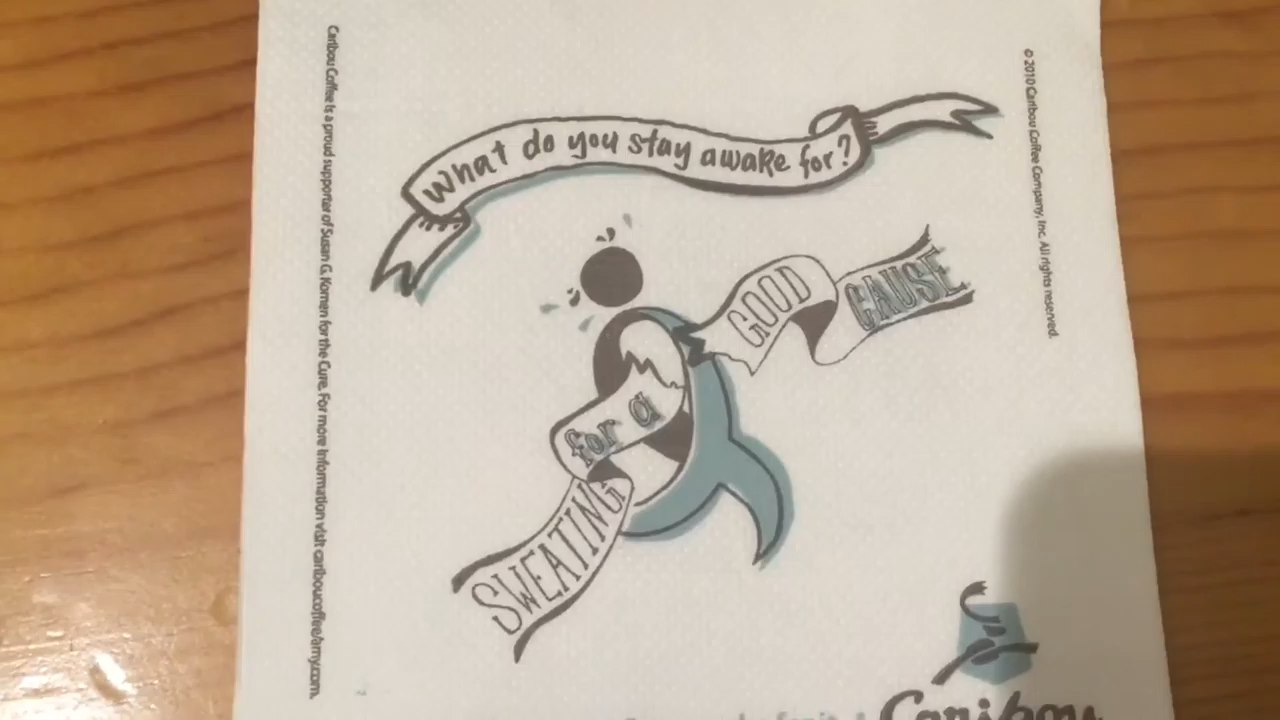 What do you stay awake for?
SWEATING
for a
GOOD
CAUSE
Caribou Coffee is a proud supporter of Susan G. Komen for the Cure. For more information visit cariboucoffee/amy.com.
© 2010 Caribou Coffee Company, Inc. All rights reserved.
Caribou